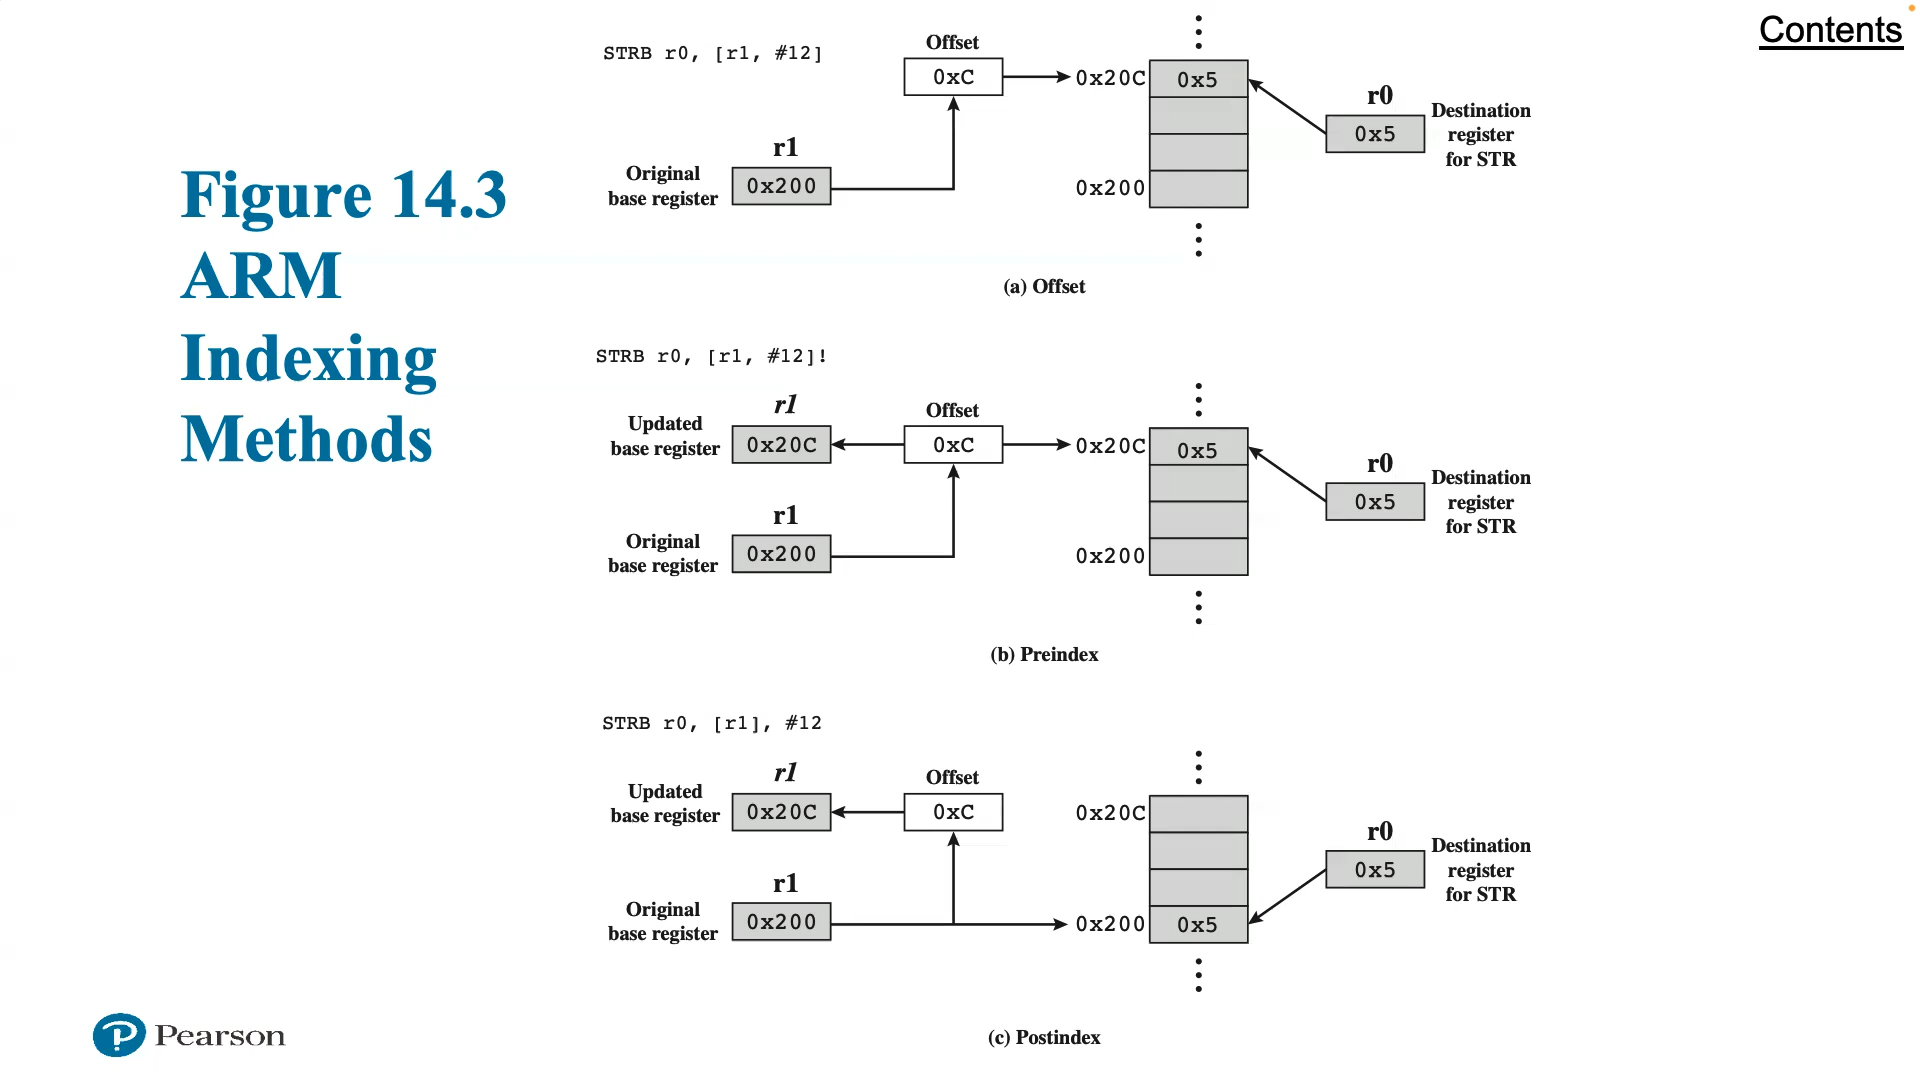 Contents
Figure 14.3
ARM
Indexing
Methods
STRB r0, [r1, #12]
Offset
0xC
r1
Original
base register
0x200
0x20C
0x5
0x200
r0
0x5
Destination
register
for STR
(a) Offset
STRB r0, [r1, #12]!
r1
Updated
base register
0x20C
Offset
0xC
r1
Original
base register
0x200
0x20C
0x5
0x200
r0
0x5
Destination
register
for STR
(b) Preindex
STRB r0, [r1], #12
r1
Updated
base register
0x20C
Offset
0xC
r1
Original
base register
0x200
0x20C
0x200
0x5
r0
0x5
Destination
register
for STR
(c) Postindex
P Pearson